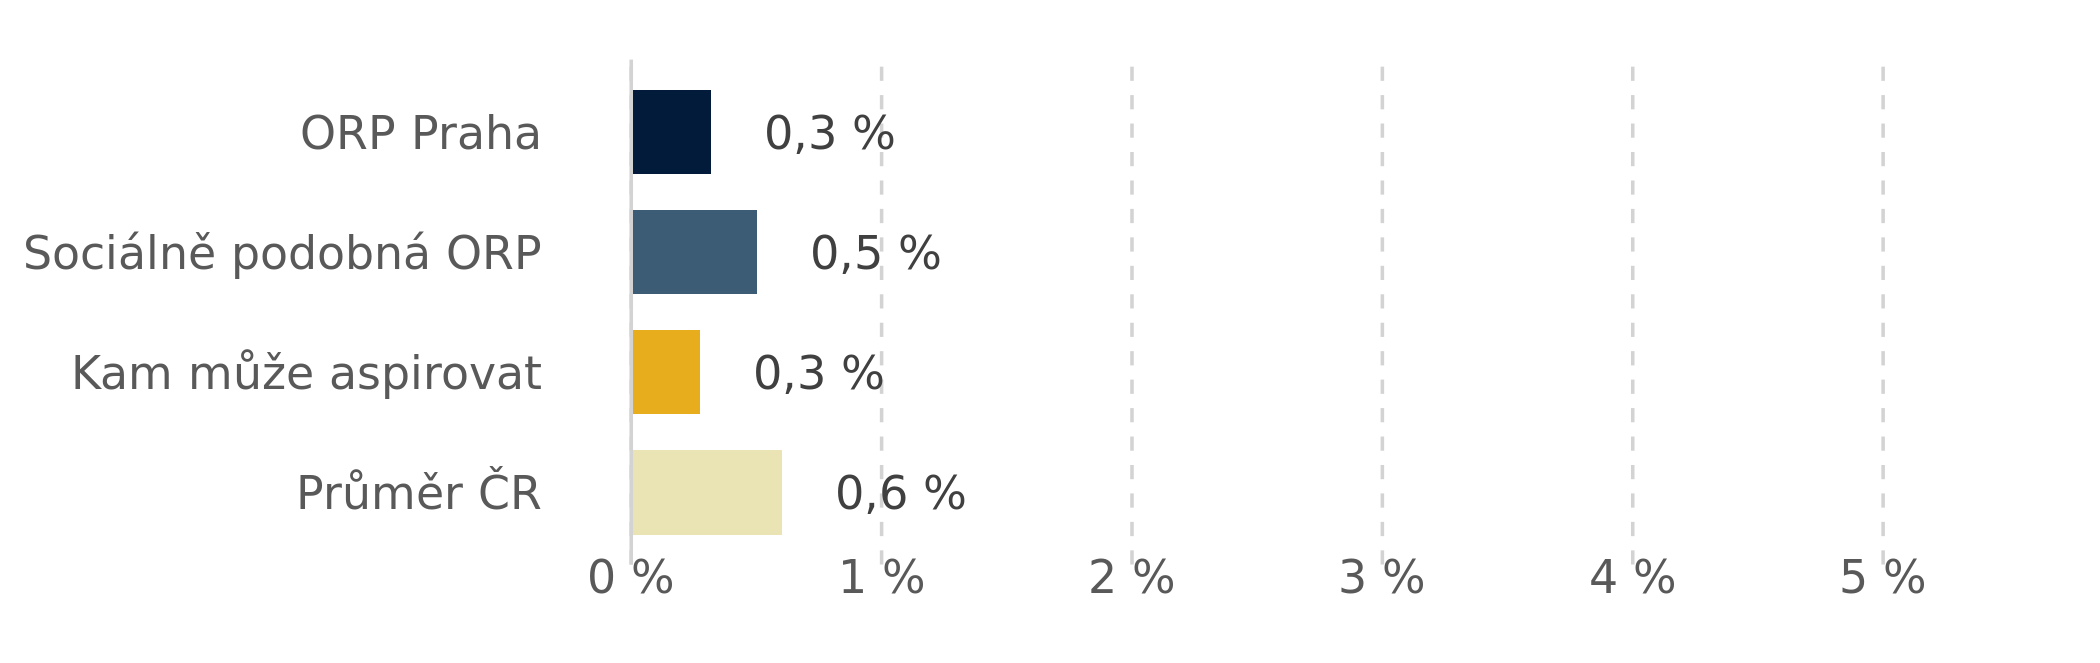 ORP Praha 0,3 %
Sociálně podobná ORP 0,5 %
Kam může aspirovat 0,3 %
Průměr ČR 0,6 %
0 % 1 % 2 % 3 % 4 % 5 %